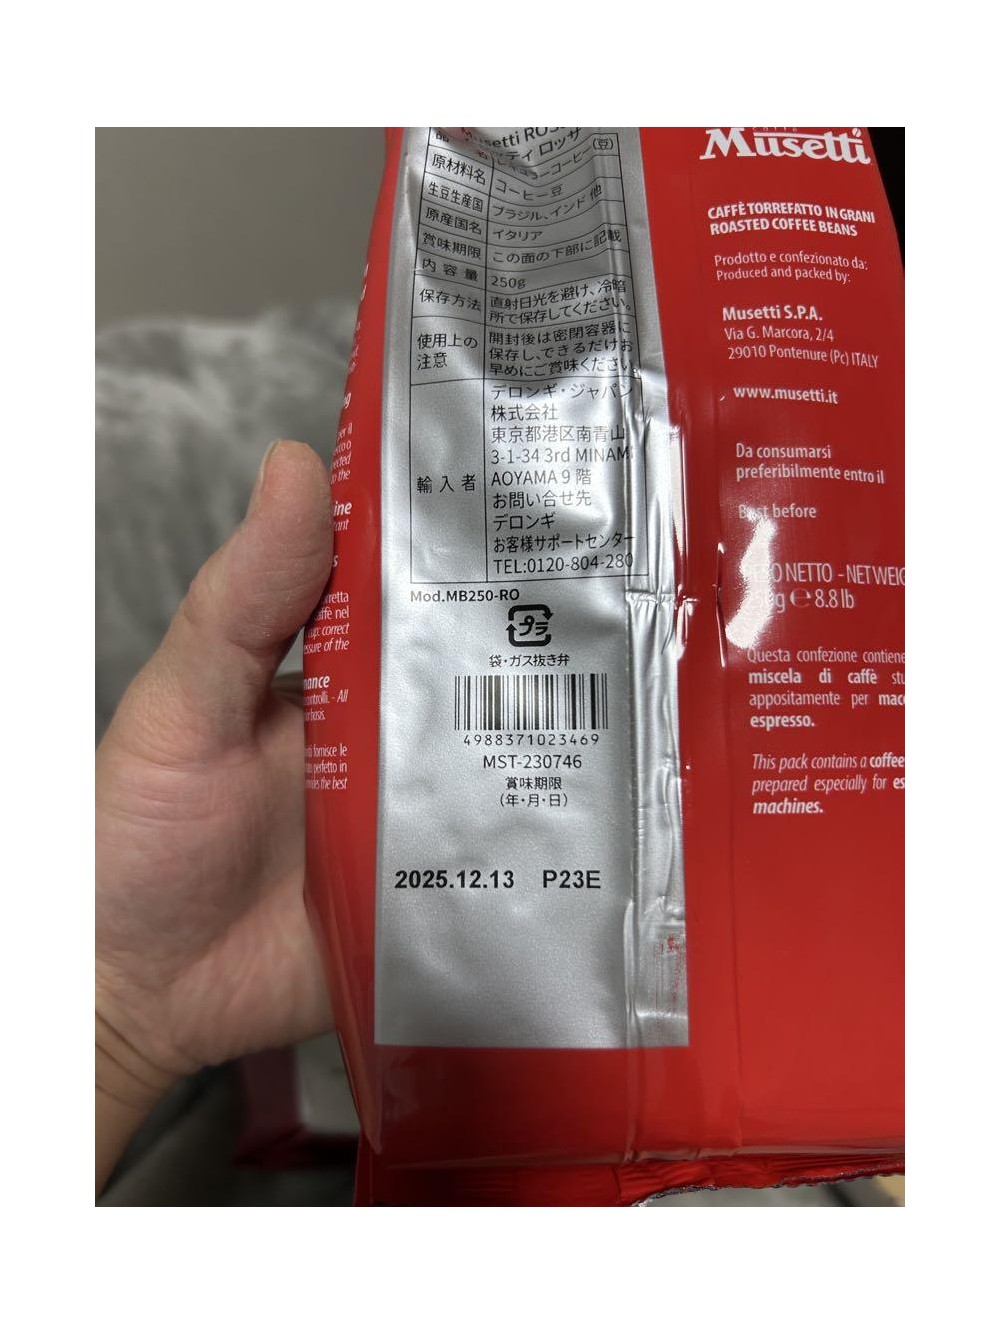 Musetti
原材料名 コーヒー豆
生豆生産国 ブラジル、インド 他
原産国名 イタリア
賞味期限 この面の下部に記載
内容量 250g
保存方法 直射日光を避け、冷暗
所で保存してください。
使用上の
注意
開封後は密閉容器に
保存し、できるだけお
早めにご賞味ください。
輸入者
デロンギ・ジャパン
株式会社
東京都港区南青山
3-1-34 3rd MINAMI
AOYAMA 9 階
お問い合せ先
デロンギ
お客様サポートセンター
TEL:0120-804-280
Mod.MB250-RO
プラ
袋・ガス抜き弁
4988371023469
MST-230746
賞味期限
(年・月・日)
2025.12.13 P23E
caffè
Musetti
CAFFÈ TORREFATTO IN GRANI
ROASTED COFFEE BEANS
Prodotto e confezionato da:
Produced and packed by:
Musetti S.P.A.
Via G. Marcora, 2/4
29010 Pontenure (Pc) ITALY
www.musetti.it
Da consumarsi
preferibilmente entro il
Best before
NETTO - NET WEIG
e 8.8 lb
Questa confezione contiene
miscela di caffè stu
appositamente per mac
espresso.
This pack contains a coffee
prepared especially for es
machines.